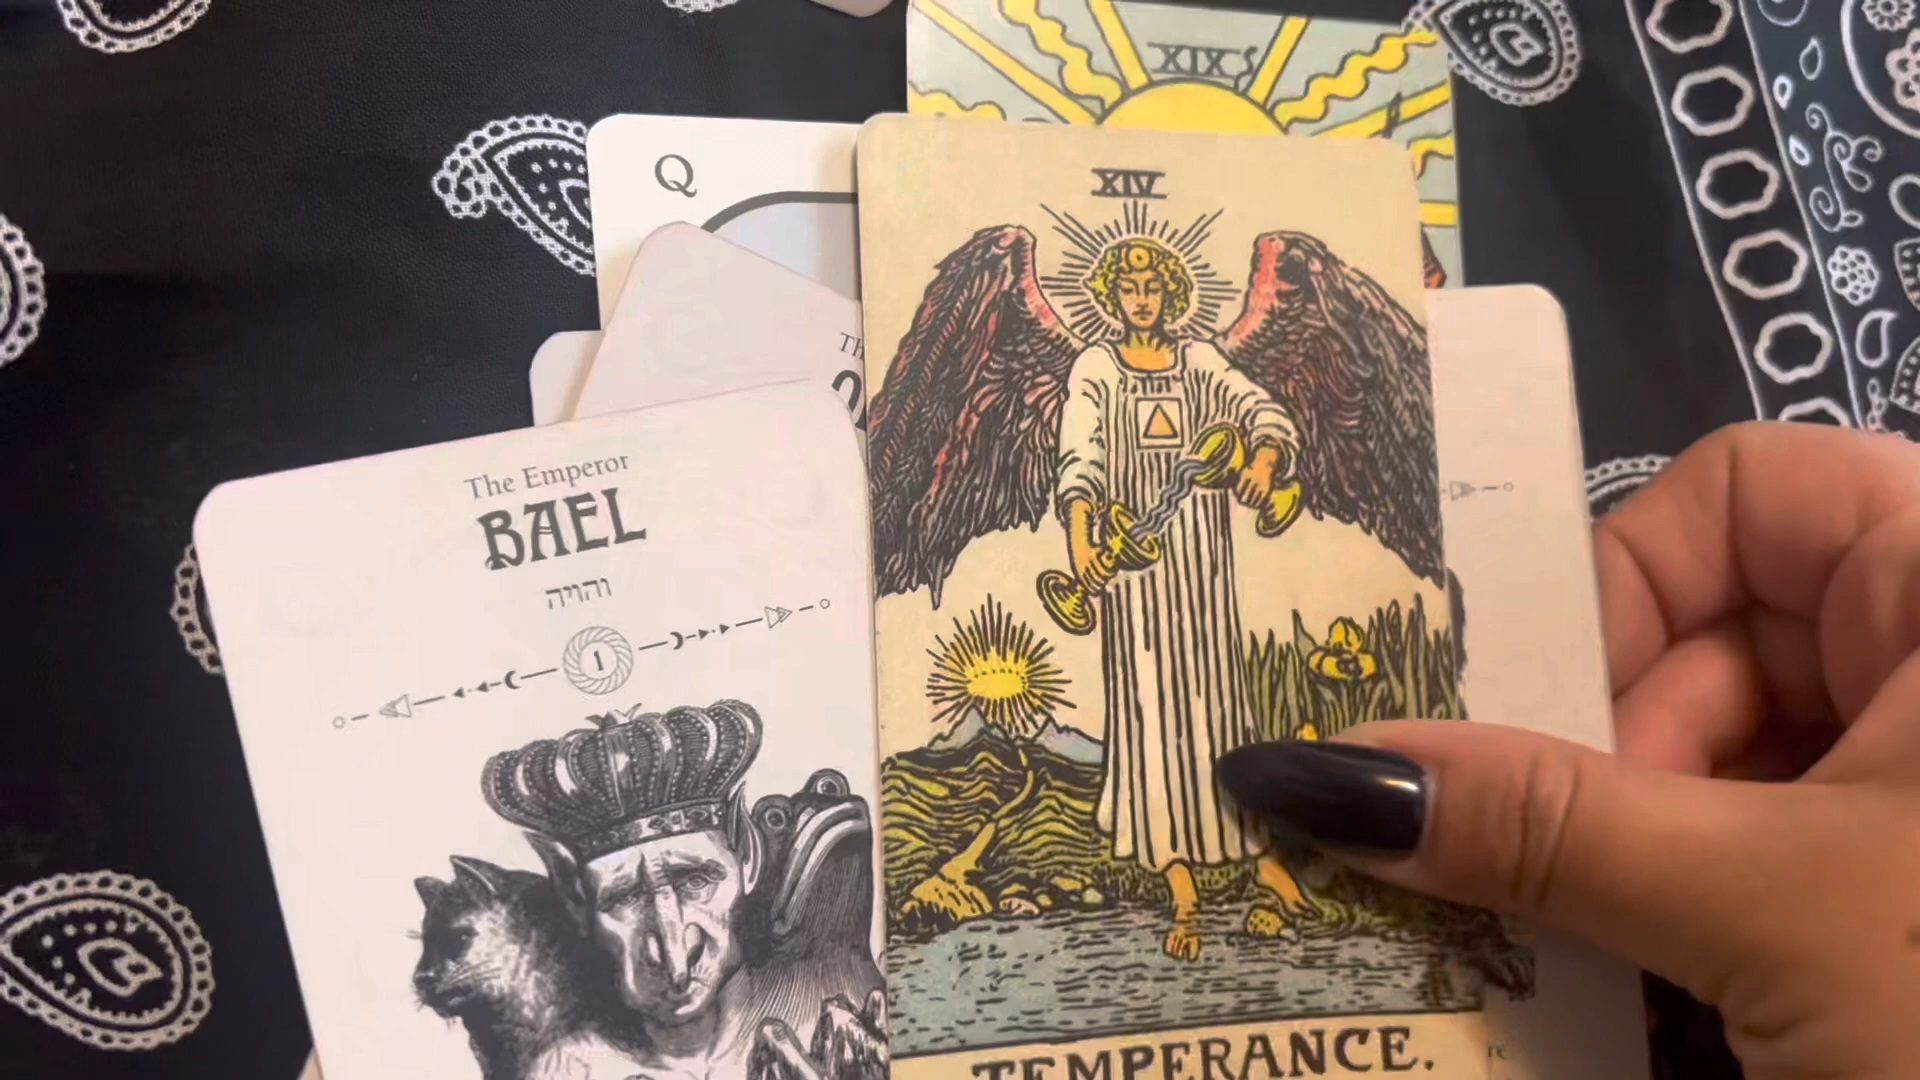 XIX
Q
XIV
The Emperor
BAEL
והויה
1
TEMPERANCE.